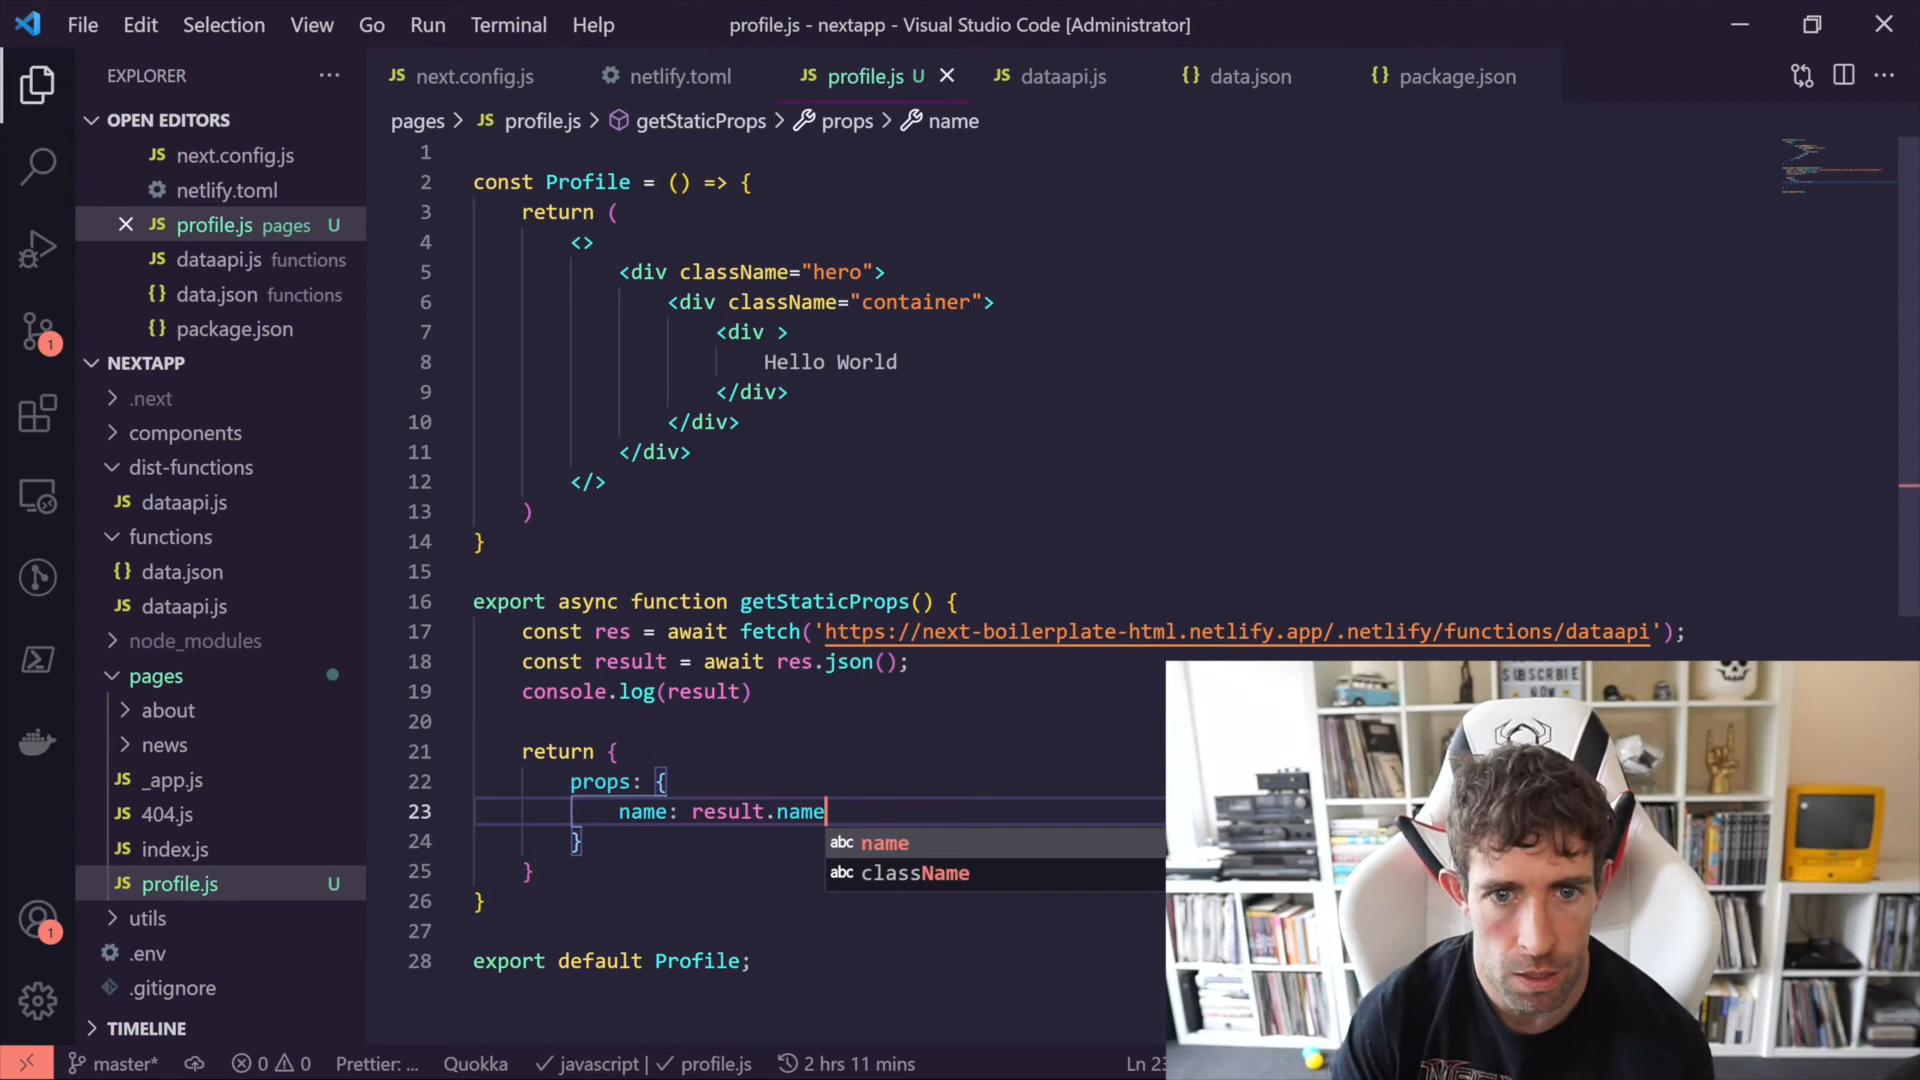 File Edit Selection View Go Run Terminal Help
profile.js - nextapp - Visual Studio Code [Administrator]
EXPLORER
OPEN EDITORS
JS next.config.js
netlify.toml
JS profile.js pages U
JS dataapi.js functions
{} data.json functions
{} package.json
NEXTAPP
.next
components
dist-functions
JS dataapi.js
functions
{} data.json
JS dataapi.js
node_modules
pages
about
news
JS _app.js
JS 404.js
JS index.js
JS profile.js U
utils
.env
.gitignore
TIMELINE
1
1
JS next.config.js netlify.toml JS profile.js U JS dataapi.js {} data.json {} package.json
pages > JS profile.js > getStaticProps > props > name
1
2 const Profile = () => {
3 return (
4 <>
5 <div className="hero">
6 <div className="container">
7 <div >
8 Hello World
9 </div>
10 </div>
11 </div>
12 </>
13 )
14 }
15
16 export async function getStaticProps() {
17 const res = await fetch('https://next-boilerplate-html.netlify.app/.netlify/functions/dataapi');
18 const result = await res.json();
19 console.log(result)
20
21 return {
22 props: {
23 name: result.name
24 }
25 }
26 }
27
28 export default Profile;
abc name
abc className
SUBSCRIBE
NOW
master* 0 0 Prettier: ... Quokka javascript | profile.js 2 hrs 11 mins Ln 23